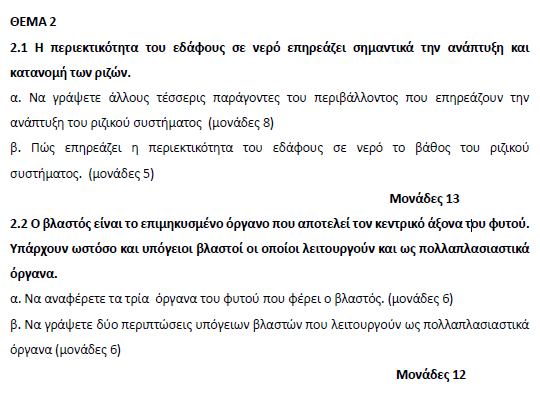 ΘΕΜΑ 2
2.1 Η περιεκτικότητα του εδάφους σε νερό επηρεάζει σημαντικά την ανάπτυξη και
κατανομή των ριζών.
α. Να γράψετε άλλους τέσσερις παράγοντες του περιβάλλοντος που επηρεάζουν την
ανάπτυξη του ριζικού συστήματος (μονάδες 8)
β. Πώς επηρεάζει η περιεκτικότητα του εδάφους σε νερό το βάθος του ριζικού
συστήματος. (μονάδες 5)
Μονάδες 13
2.2 Ο βλαστός είναι το επιμηκυσμένο όργανο που αποτελεί τον κεντρικό άξονα του φυτού.
Υπάρχουν ωστόσο και υπόγειοι βλαστοί οι οποίοι λειτουργούν και ως πολλαπλασιαστικά
όργανα.
α. Να αναφέρετε τα τρία όργανα του φυτού που φέρει ο βλαστός. (μονάδες 6)
β. Να γράψετε δύο περιπτώσεις υπόγειων βλαστών που λειτουργούν ως πολλαπλασιαστικά
όργανα (μονάδες 6)
Μονάδες 12